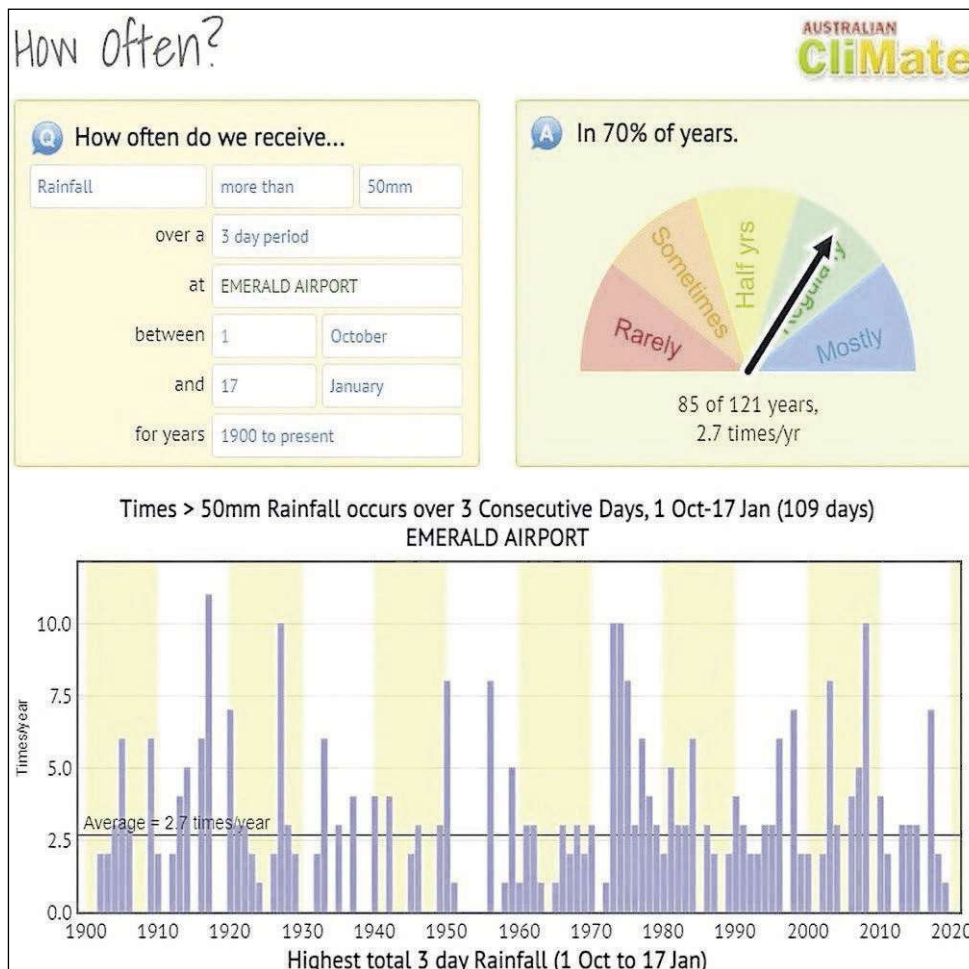 How Often?
AUSTRALIAN
CliMate
Q How often do we receive...
Rainfall more than 50mm
over a 3 day period
at EMERALD AIRPORT
between 1 October
and 17 January
for years 1900 to present
A In 70% of years.
Rarely
Sometimes
Half yrs
Regularly
Mostly
85 of 121 years,
2.7 times/yr
Times > 50mm Rainfall occurs over 3 Consecutive Days, 1 Oct-17 Jan (109 days)
EMERALD AIRPORT
Times/year
10.0
7.5
5.0
Average = 2.7 times/year
2.5
0.0
1900 1910 1920 1930 1940 1950 1960 1970 1980 1990 2000 2010 2020
Highest total 3 day Rainfall (1 Oct to 17 Jan)